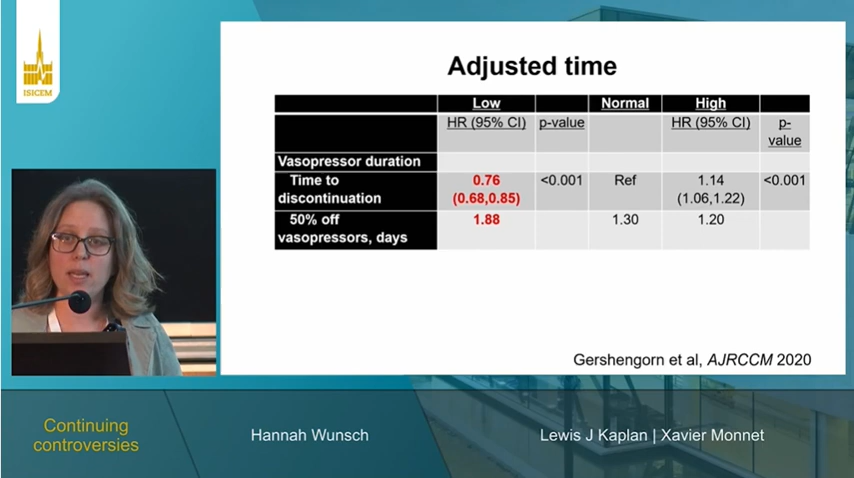 ISICEM
Adjusted time
Low Normal High
HR (95% CI) p-value HR (95% CI) p-
value
Vasopressor duration
Time to 0.76 <0.001 Ref 1.14 <0.001
discontinuation (0.68,0.85) (1.06,1.22)
50% off 1.88 1.30 1.20
vasopressors, days
Gershengorn et al, AJRCCM 2020
Continuing
controversies
Hannah Wunsch
Lewis J Kaplan | Xavier Monnet